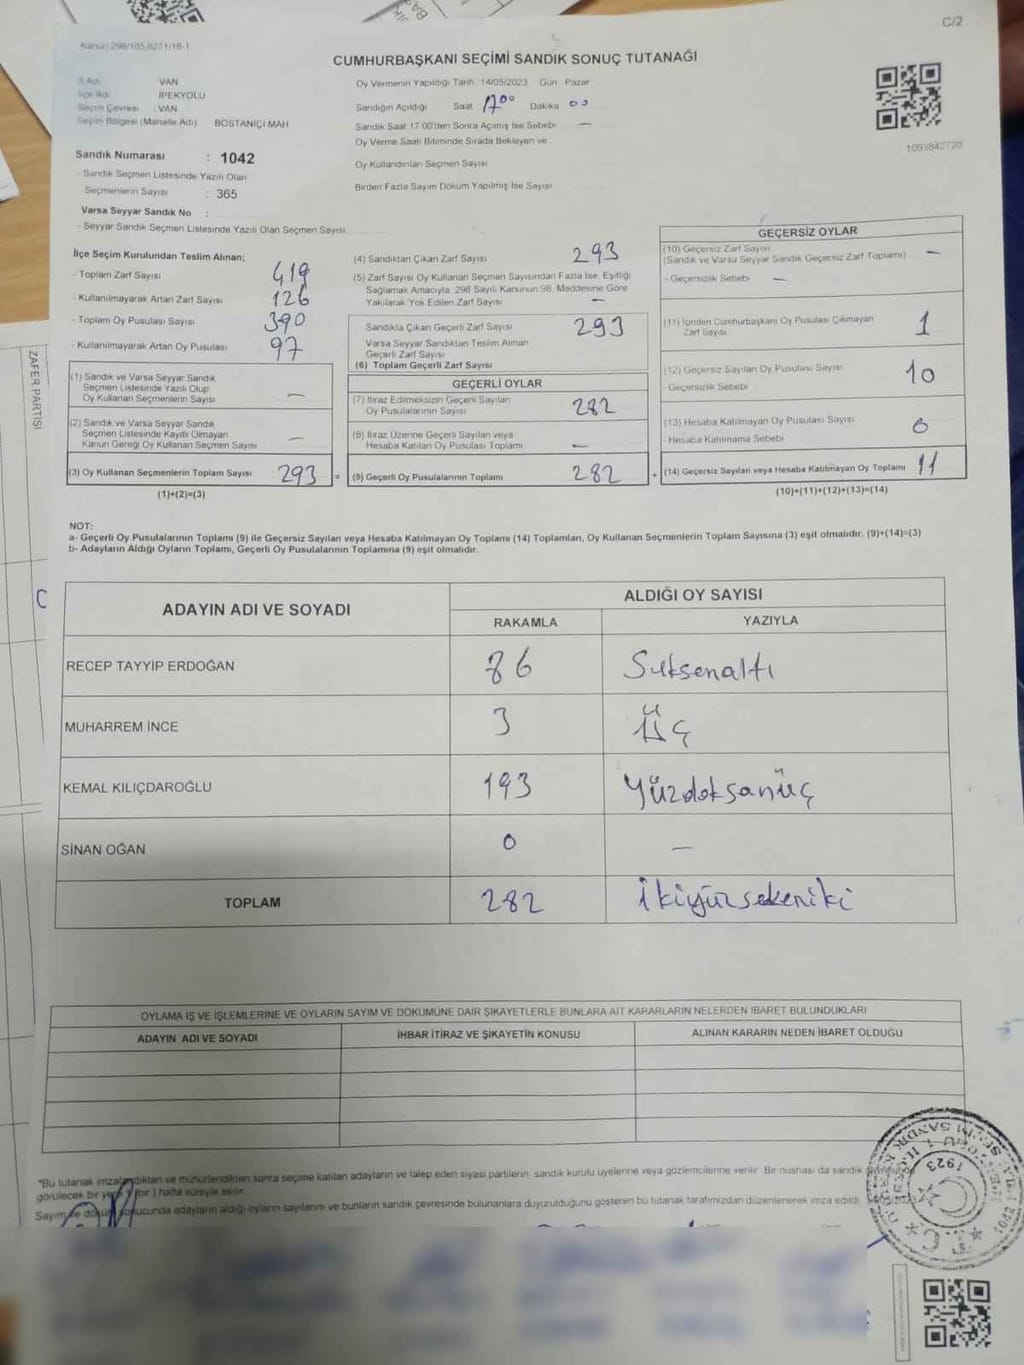 C/2
Kanun 298/105,6271/18-1
CUMHURBAŞKANI SEÇİMİ SANDIK SONUÇ TUTANAĞI
İl Adı VAN
İlçe Adı İPEKYOLU
Seçim Çevresi : VAN
Seçim Bölgesi (Mahalle Adı) BOSTANİÇİ MAH
Oy Vermenin Yapıldığı Tarih : 14/05/2023 Gün : Pazar
Sandığın Açıldığı Saat 17 00 Dakika 03
Sandık Saat 17:00'den Sonra Açılmış İse Sebebi —
Oy Verme Saati Bitiminde Sırada Bekleyen ve
Oy Kullandırılan Seçmen Sayısı
Birden Fazla Sayım Döküm Yapılmış İse Sayısı
1093842720
Sandık Numarası : 1042
- Sandık Seçmen Listesinde Yazılı Olan
Seçmenlerin Sayısı : 365
Varsa Seyyar Sandık No :
- Seyyar Sandık Seçmen Listesinde Yazılı Olan Seçmen Sayısı:
İlçe Seçim Kurulundan Teslim Alınan;
- Toplam Zarf Sayısı 419
- Kullanılmayarak Artan Zarf Sayısı 126
- Toplam Oy Pusulası Sayısı 390
- Kullanılmayarak Artan Oy Pusulası 97
(1) Sandık ve Varsa Seyyar Sandık
Seçmen Listesinde Yazılı Olup
Oy Kullanan Seçmenlerin Sayısı —
(2) Sandık ve Varsa Seyyar Sandık
Seçmen Listesinde Kayıtlı Olmayan
Kanun Gereği Oy Kullanan Seçmen Sayısı —
(3) Oy Kullanan Seçmenlerin Toplam Sayısı 293 =
(1)+(2)=(3)
(4) Sandıktan Çıkan Zarf Sayısı 293
(5) Zarf Sayısı Oy Kullanan Seçmen Sayısından Fazla İse, Eşitliği
Sağlamak Amacıyla, 298 Sayılı Kanunun 98. Maddesine Göre
Yakılarak Yok Edilen Zarf Sayısı —
Sandıkta Çıkan Geçerli Zarf Sayısı 293
Varsa Seyyar Sandıktan Teslim Alınan
Geçerli Zarf Sayısı
(6) Toplam Geçerli Zarf Sayısı
GEÇERLİ OYLAR
(7) İtiraz Edilmeksizin Geçerli Sayılan
Oy Pusulalarının Sayısı 282
(8) İtiraz Üzerine Geçerli Sayılan veya
Hesaba Katılan Oy Pusulası Toplamı —
(9) Geçerli Oy Pusulalarının Toplamı 282 +
GEÇERSİZ OYLAR
(10) Geçersiz Zarf Sayısı
(Sandık ve Varsa Seyyar Sandık Geçersiz Zarf Toplamı) —
- Geçersizlik Sebebi —
(11) İçinden Cumhurbaşkanı Oy Pusulası Çıkmayan
Zarf Sayısı 1
(12) Geçersiz Sayılan Oy Pusulası Sayısı 10
- Geçersizlik Sebebi
(13) Hesaba Katılmayan Oy Pusulası Sayısı 0
- Hesaba Katılmama Sebebi
(14) Geçersiz Sayılan veya Hesaba Katılmayan Oy Toplamı 11
(10)+(11)+(12)+(13)=(14)
NOT:
a- Geçerli Oy Pusulalarının Toplamı (9) ile Geçersiz Sayılan veya Hesaba Katılmayan Oy Toplamı (14) Toplamları, Oy Kullanan Seçmenlerin Toplam Sayısına (3) eşit olmalıdır. (9)+(14)=(3)
b- Adayların Aldığı Oyların Toplamı, Geçerli Oy Pusulalarının Toplamına (9) eşit olmalıdır.
ADAYIN ADI VE SOYADI ALDIĞI OY SAYISI
RAKAMLA YAZIYLA
RECEP TAYYİP ERDOĞAN 86 Seksenaltı
MUHARREM İNCE 3 Üç
KEMAL KILIÇDAROĞLU 193 Yüzdoksanüç
SİNAN OĞAN 0 —
TOPLAM 282 İkiyüzsekeniki
OYLAMA İŞ VE İŞLEMLERİNE VE OYLARIN SAYIM VE DÖKÜMÜNE DAİR ŞİKAYETLERLE BUNLARA AİT KARARLARIN NELERDEN İBARET BULUNDUKLARI
ADAYIN ADI VE SOYADI İHBAR İTİRAZ VE ŞİKAYETİN KONUSU ALINAN KARARIN NEDEN İBARET OLDUĞU
*Bu tutanak imzalandıktan ve mühürlendikten sonra seçime katılan adayların ve talep eden siyasi partilerin sandık kurulu üyelerine veya gözlemcilerine verilir. Bir nüshası da sandık
görülecek bir yere 1 (bir) hafta süreyle asılır.
Sayım ve döküm sonucunda adayların aldığı oyların sayılarını ve bunların sandık çevresinde bulunanlara duyurulduğunu gösteren bu tutanak tarafımızdan düzenlenerek imza edildi.
1923
T.C.
ZAFER PARTİSİ